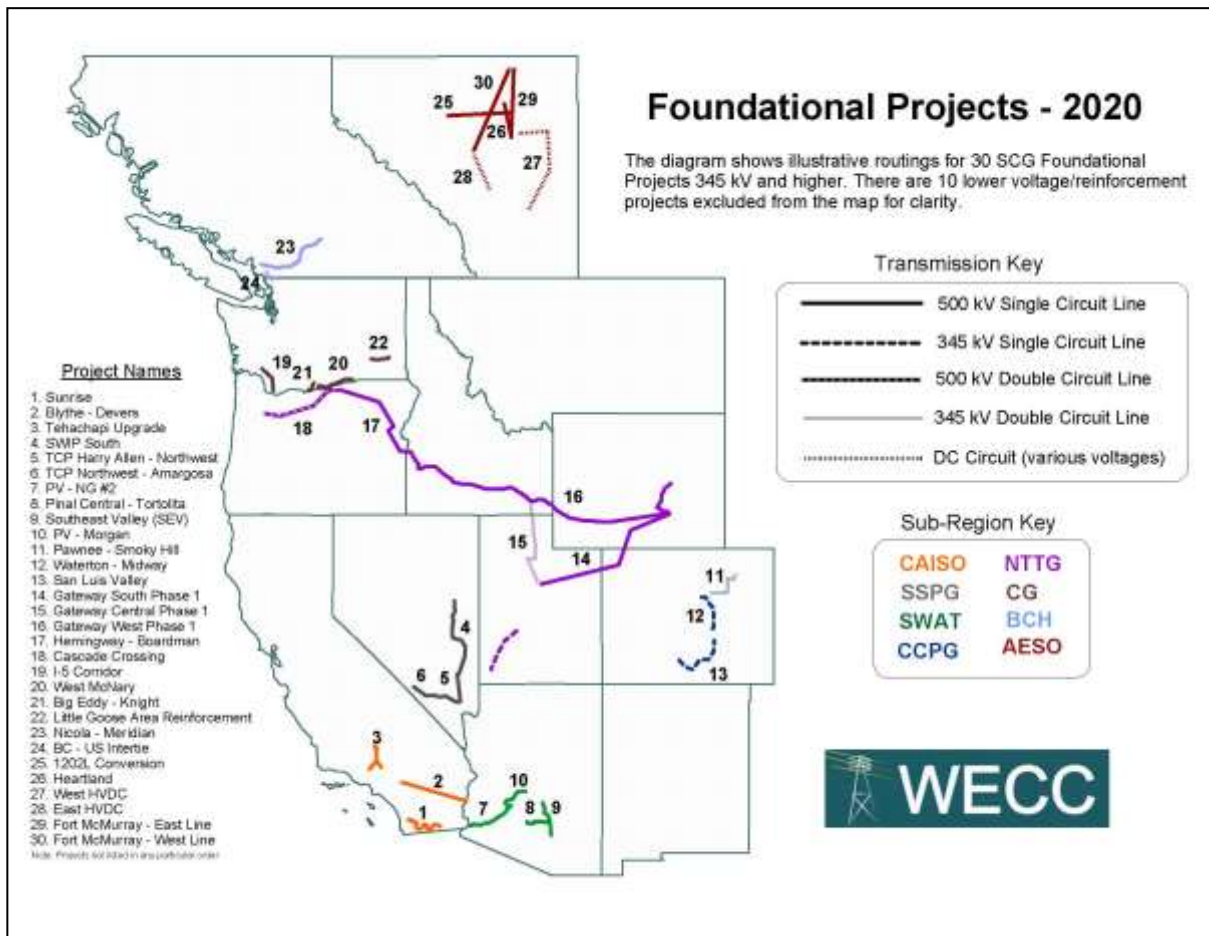 Foundational Projects - 2020
The diagram shows illustrative routings for 30 SCG Foundational
Projects 345 kV and higher. There are 10 lower voltage/reinforcement
projects excluded from the map for clarity.
Transmission Key
500 kV Single Circuit Line
345 kV Single Circuit Line
500 kV Double Circuit Line
345 kV Double Circuit Line
DC Circuit (various voltages)
Sub-Region Key
CAISO NTTG
SSPG CG
SWAT BCH
CCPG AESO
WECC
Project Names
1. Sunrise
2. Blythe - Devers
3. Tehachapi Upgrade
4. SWIP South
5. TCP Harry Allen - Northwest
6. TCP Northwest - Amargosa
7. PV - NG #2
8. Pinal Central - Tortolita
9. Southeast Valley (SEV)
10. PV - Morgan
11. Pawnee - Smoky Hill
12. Waterton - Midway
13. San Luis Valley
14. Gateway South Phase 1
15. Gateway Central Phase 1
16. Gateway West Phase 1
17. Hemingway - Boardman
18. Cascade Crossing
19. I-5 Corridor
20. West McNary
21. Big Eddy - Knight
22. Little Goose Area Reinforcement
23. Nicola - Meridian
24. BC - US Intertie
25. 1202L Conversion
26. Heartland
27. West HVDC
28. East HVDC
29. Fort McMurray - East Line
30. Fort McMurray - West Line
Note: Projects not listed in any particular order
30
25
29
26
27
28
23
24
22
19
20
21
18
17
16
15
14
11
12
13
4
6
5
3
2
1
10
7
8
9